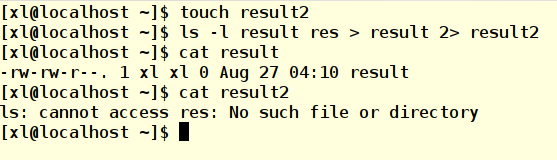 [xl@localhost ~]$ touch result2
[xl@localhost ~]$ ls -l result res > result 2> result2
[xl@localhost ~]$ cat result
-rw-rw-r--. 1 xl xl 0 Aug 27 04:10 result
[xl@localhost ~]$ cat result2
ls: cannot access res: No such file or directory
[xl@localhost ~]$